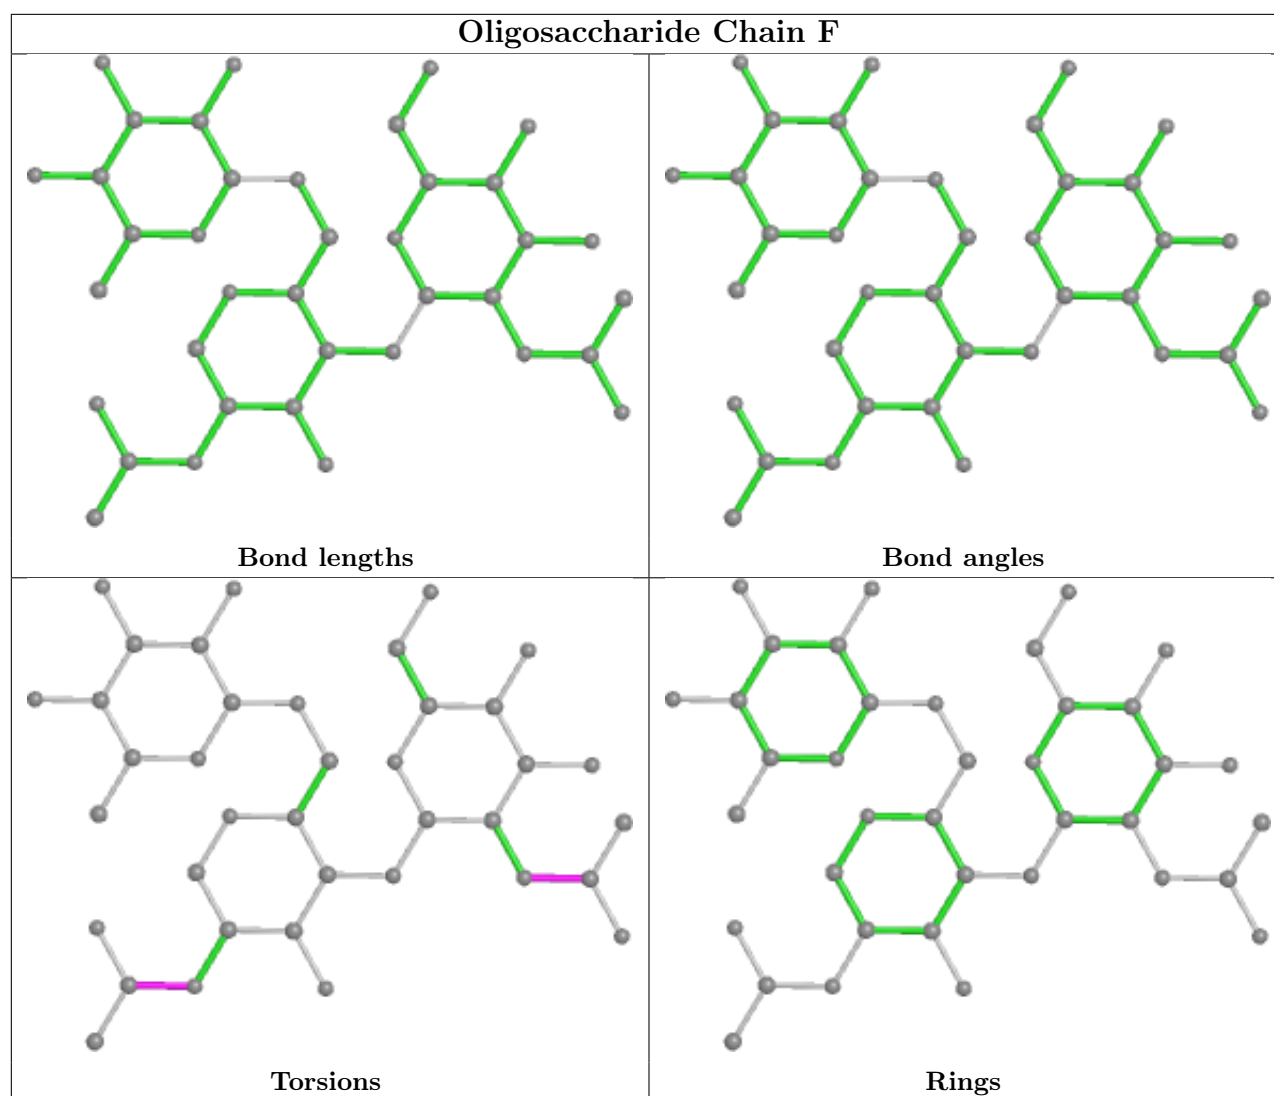 Oligosaccharide Chain F
Bond lengths
Bond angles
Torsions
Rings